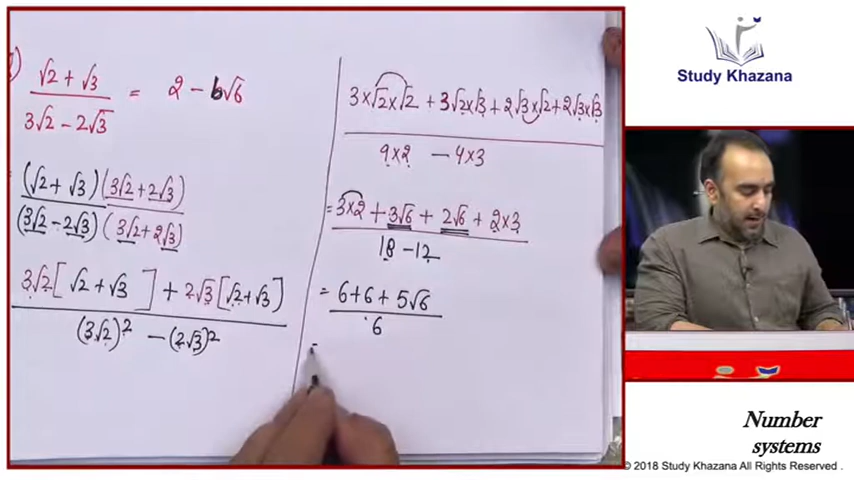 √2 + √3 / 3√2 - 2√3 = 2 - b√6
= (√2 + √3)(3√2 + 2√3) / (3√2 - 2√3)(3√2 + 2√3)
3√2[√2 + √3] + 2√3[√2 + √3] / (3√2)² - (2√3)²
3×√2×√2 + 3√2×√3 + 2√3×√2 + 2√3×√3 / 9×2 - 4×3
= 3×2 + 3√6 + 2√6 + 2×3 / 18 - 12
= 6 + 6 + 5√6 / 6
=
Study Khazana
Number
systems
© 2018 Study Khazana All Rights Reserved .